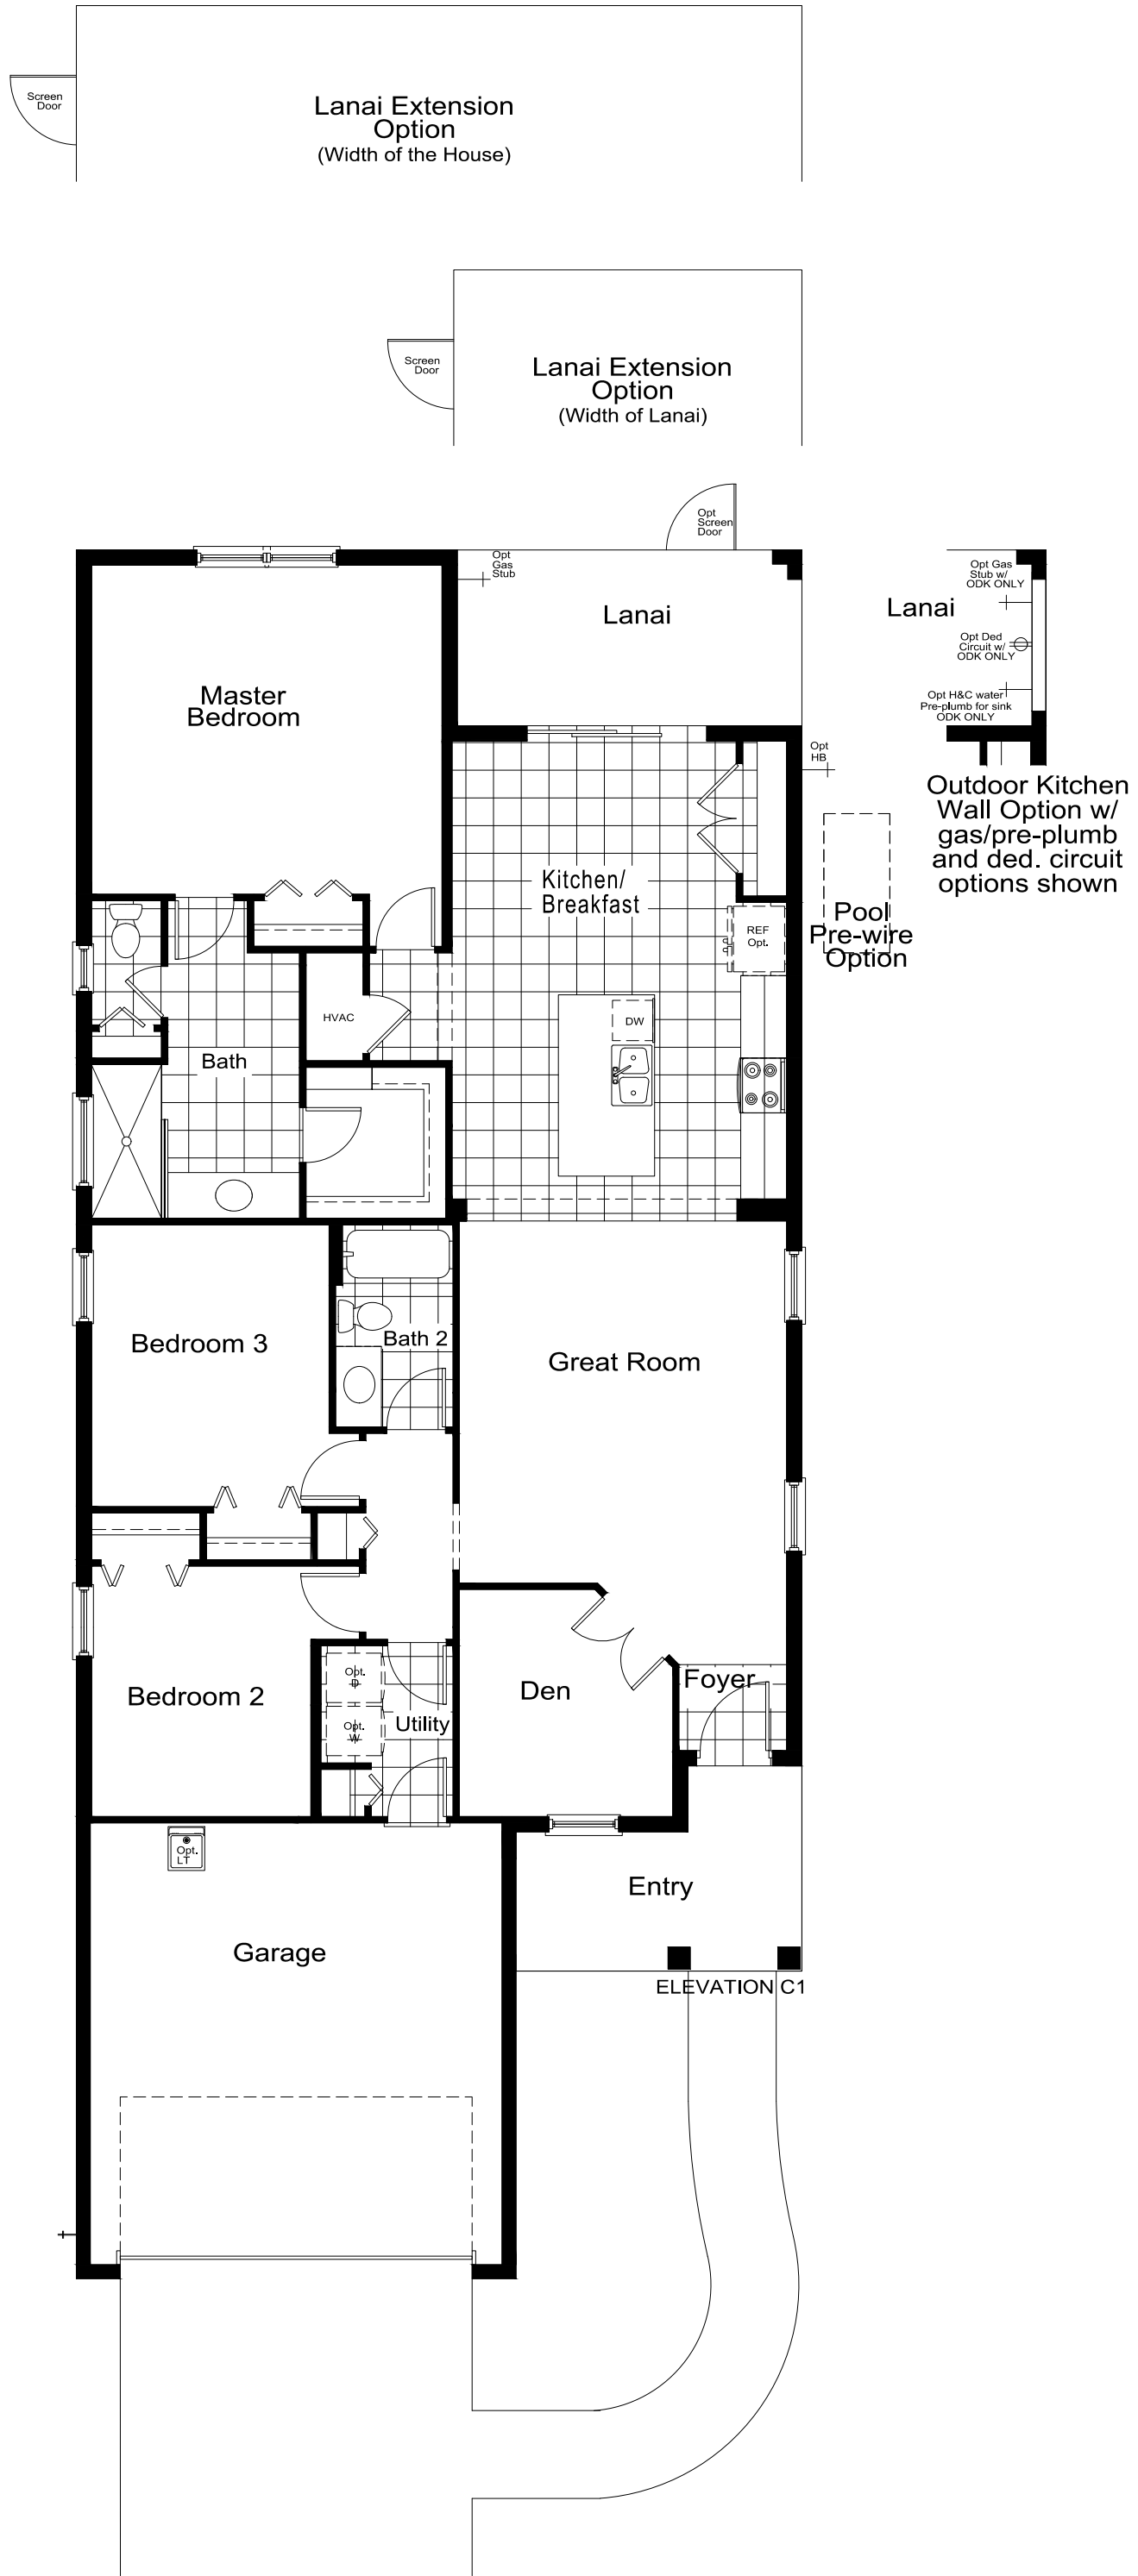 Screen
Door
Lanai Extension
Option
(Width of the House)
Screen
Door
Lanai Extension
Option
(Width of Lanai)
Opt
Screen
Door
Opt
Gas
Stub
Lanai
Opt Gas
Stub w/
ODK ONLY
Lanai
Opt Ded
Circuit w/
ODK ONLY
Opt H&C water
Pre-plumb for sink
ODK ONLY
Master
Bedroom
Opt
HB
Outdoor Kitchen
Wall Option w/
gas/pre-plumb
and ded. circuit
options shown
Kitchen/
Breakfast
REF
Opt.
Pool
Pre-wire
Option
HVAC
DW
Bath
Bedroom 3
Bath 2
Great Room
Opt.
D
Bedroom 2
Opt.
W
Utility
Den
Foyer
Opt.
LT
Entry
Garage
ELEVATION C1